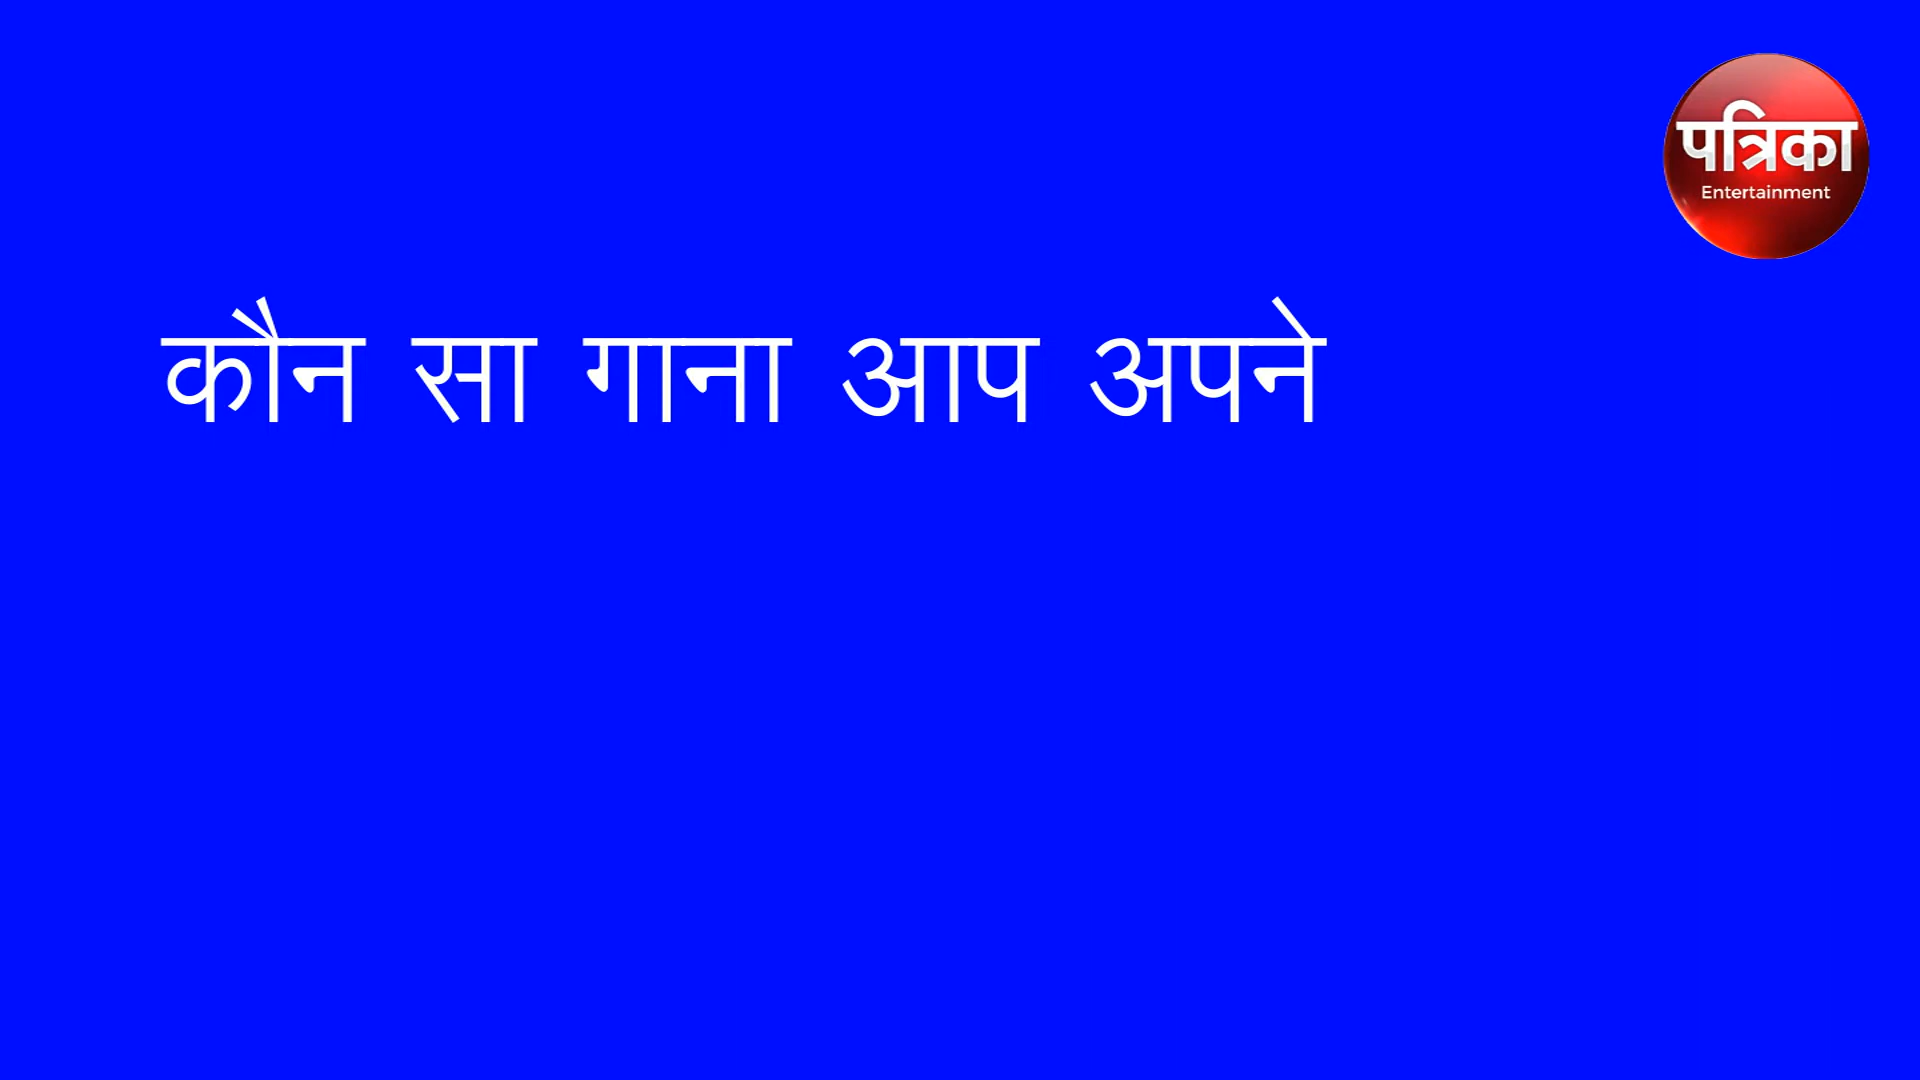 पत्रिका
Entertainment
कौन सा गाना आप अपने